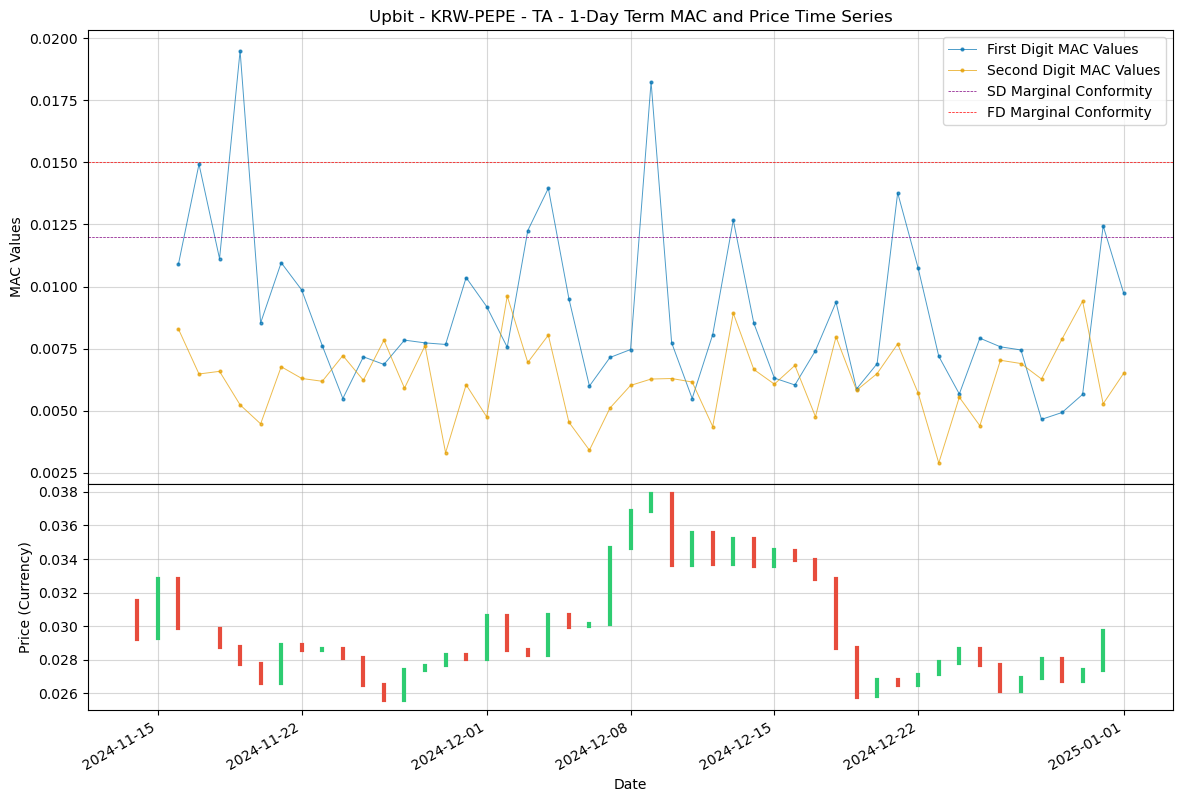 Upbit - KRW-PEPE - TA - 1-Day Term MAC and Price Time Series
First Digit MAC Values
Second Digit MAC Values
SD Marginal Conformity
FD Marginal Conformity
MAC Values
0.0200
0.0175
0.0150
0.0125
0.0100
0.0075
0.0050
0.0025
Price (Currency)
0.038
0.036
0.034
0.032
0.030
0.028
0.026
2024-11-15
2024-11-22
2024-12-01
2024-12-08
2024-12-15
2024-12-22
2025-01-01
Date